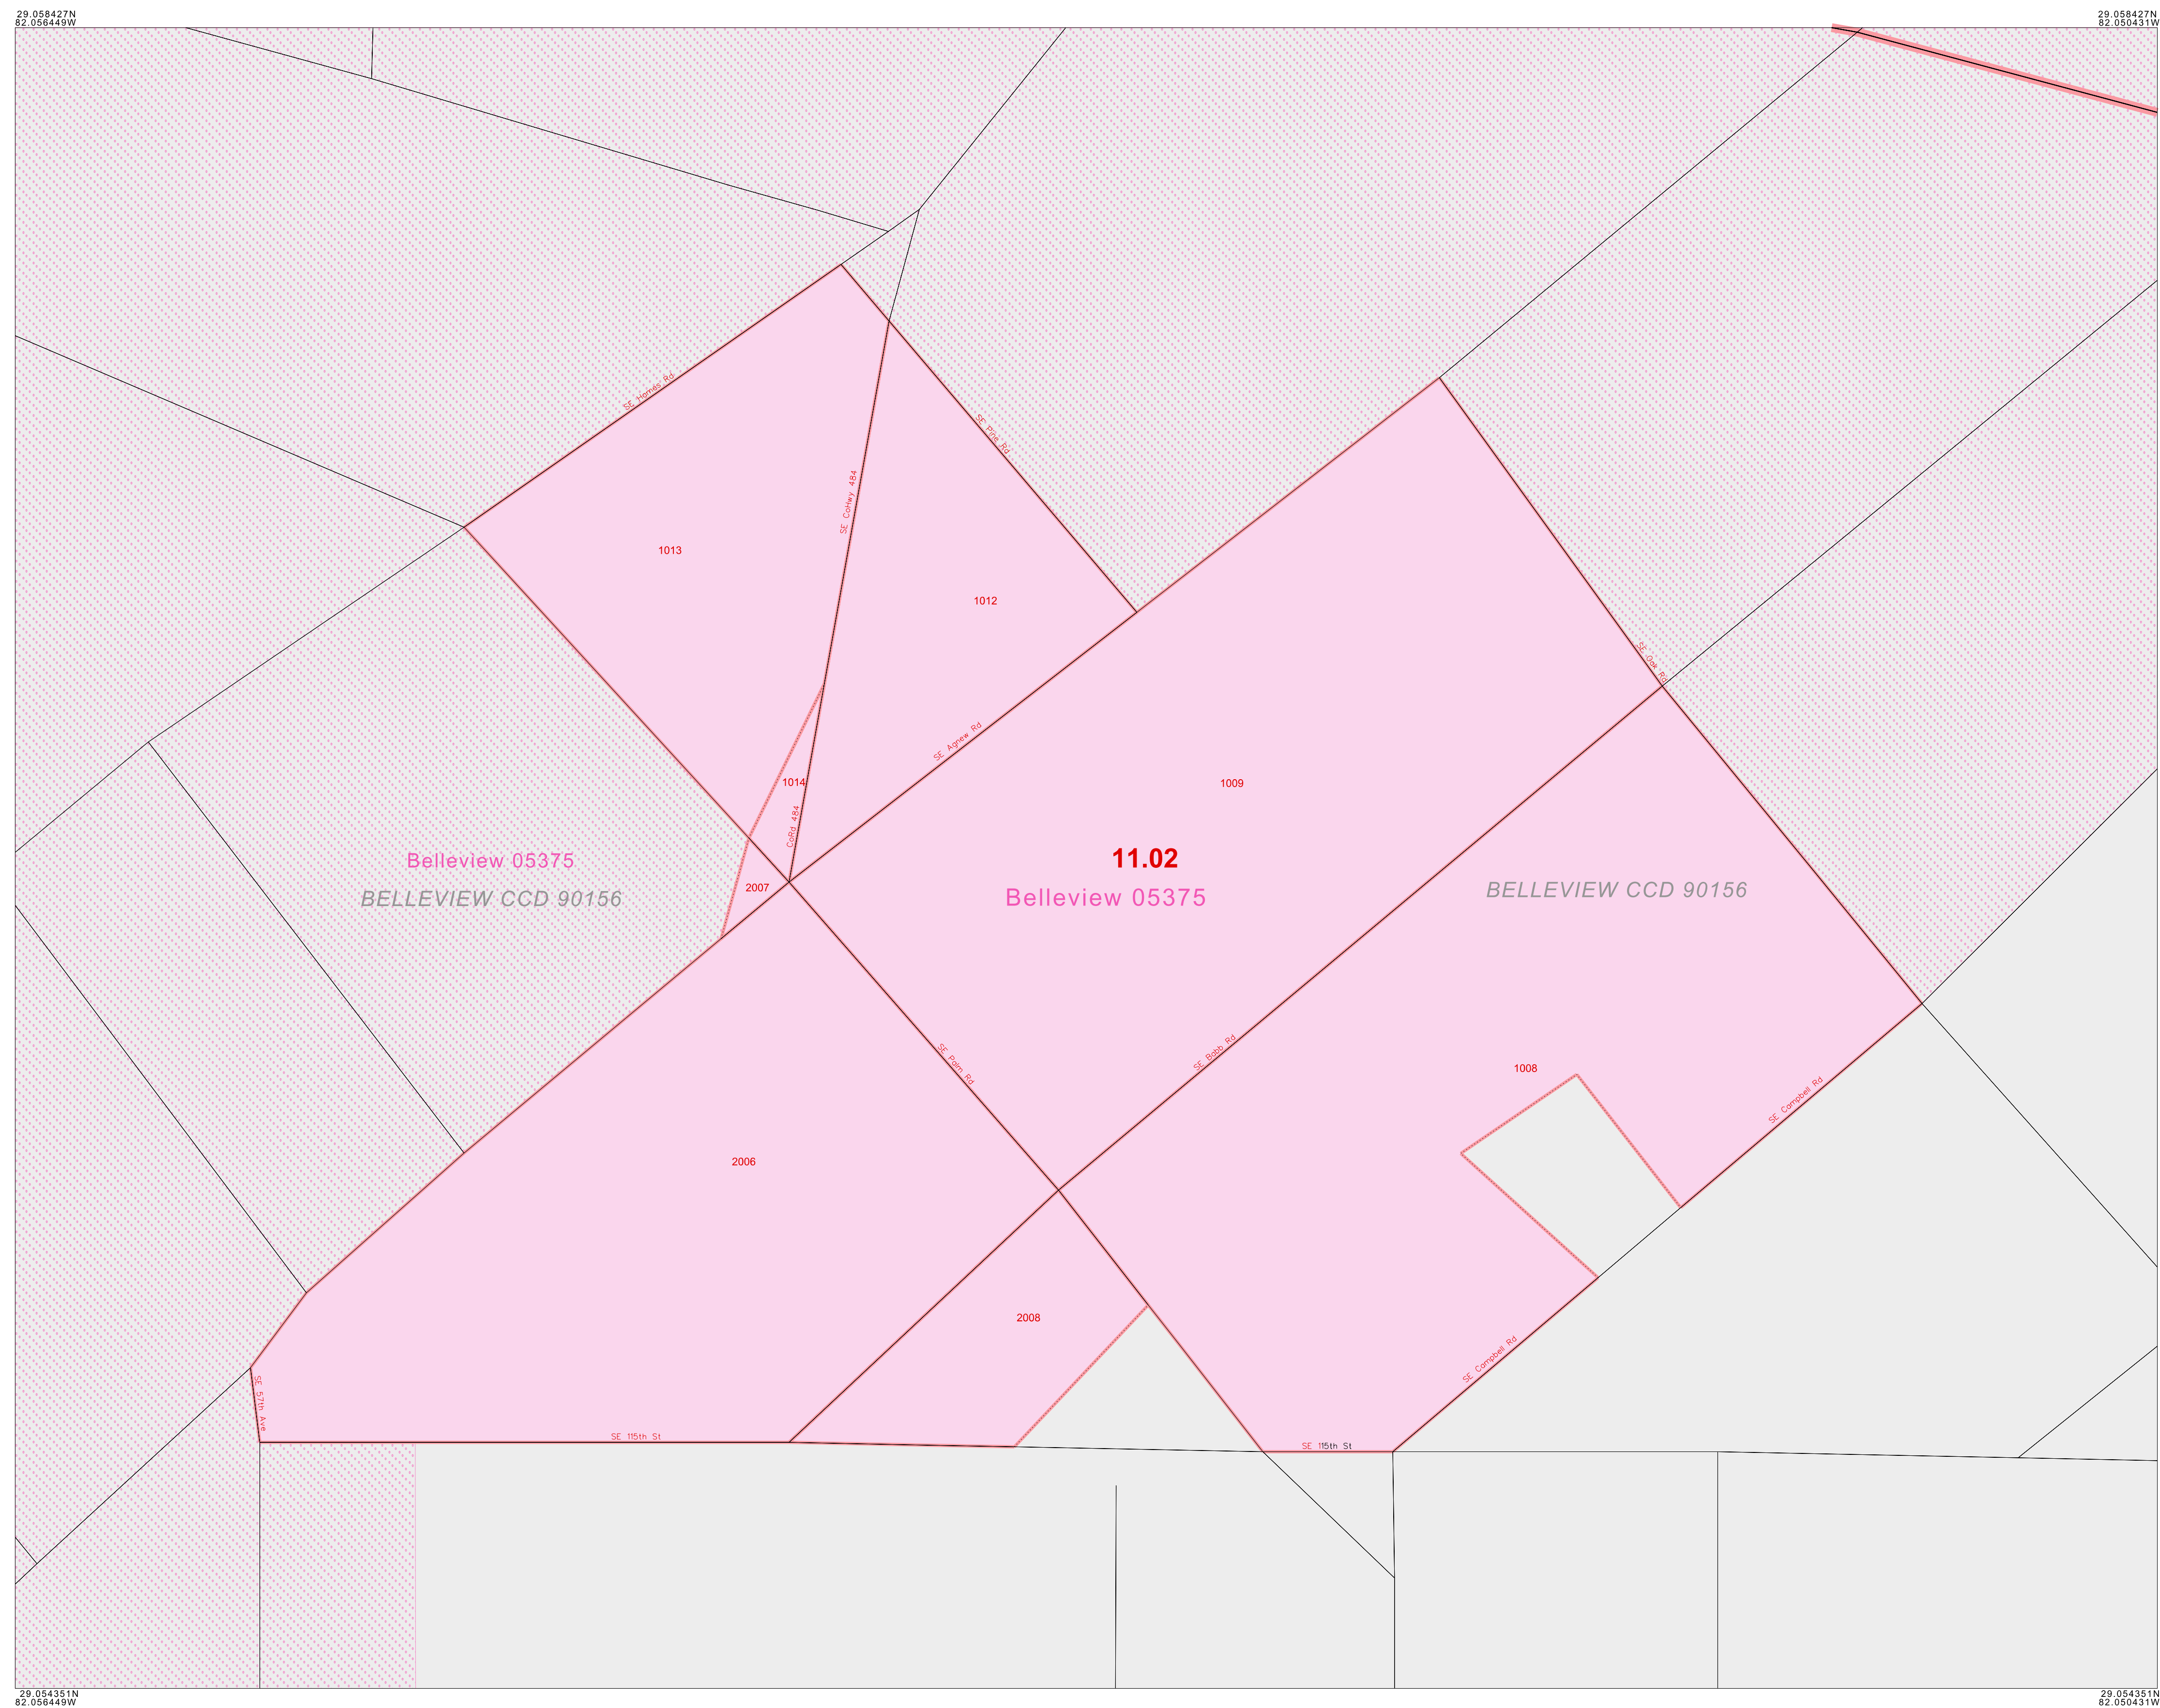 29.058427N
82.056449W
29.058427N
82.050431W
SE Homes Rd
SE Pine Rd
SE CoHwy 484
1013
1012
SE Oak Rd
SE Agnew Rd
1014
1009
CoRd 484
Belleview 05375
BELLEVIEW CCD 90156
2007
11.02
Belleview 05375
BELLEVIEW CCD 90156
SE Palm Rd
SE Babb Rd
1008
SE Campbell Rd
2006
2008
SE Campbell Rd
SE 57th Ave
SE 115th St
SE 115th St
29.054351N
82.056449W
29.054351N
82.050431W